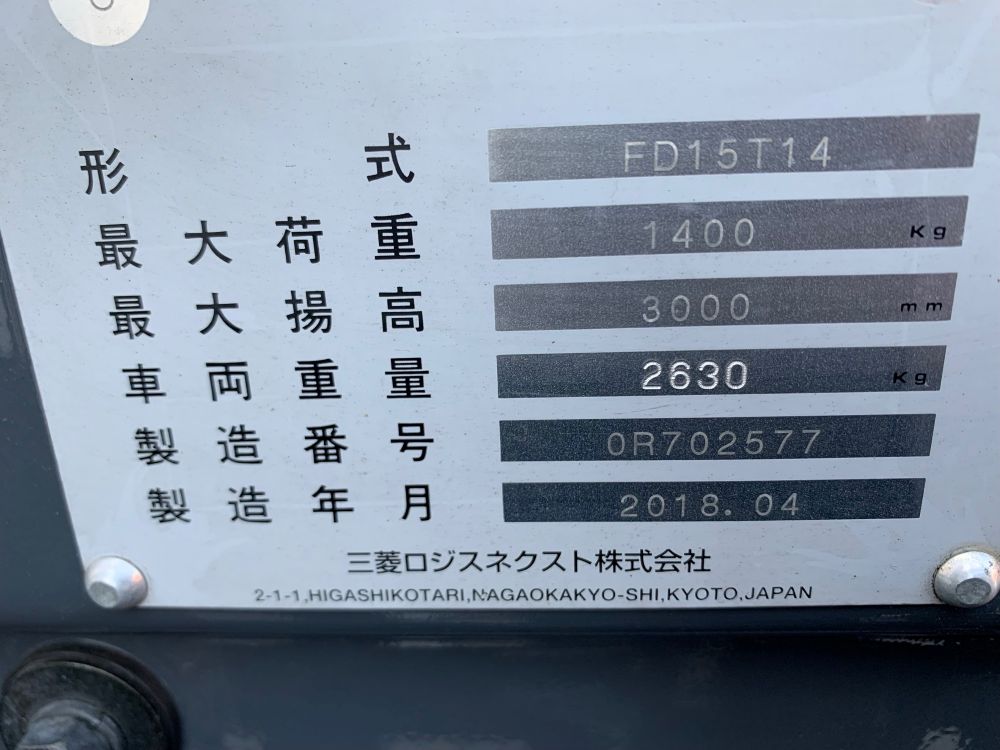 形式 FD15T14
最大荷重 1400 Kg
最大揚高 3000 mm
車両重量 2630 Kg
製造番号 0R702577
製造年月 2018.04
三菱ロジスネクスト株式会社
2-1-1,HIGASHIKOTARI,NAGAOKAKYO-SHI,KYOTO,JAPAN